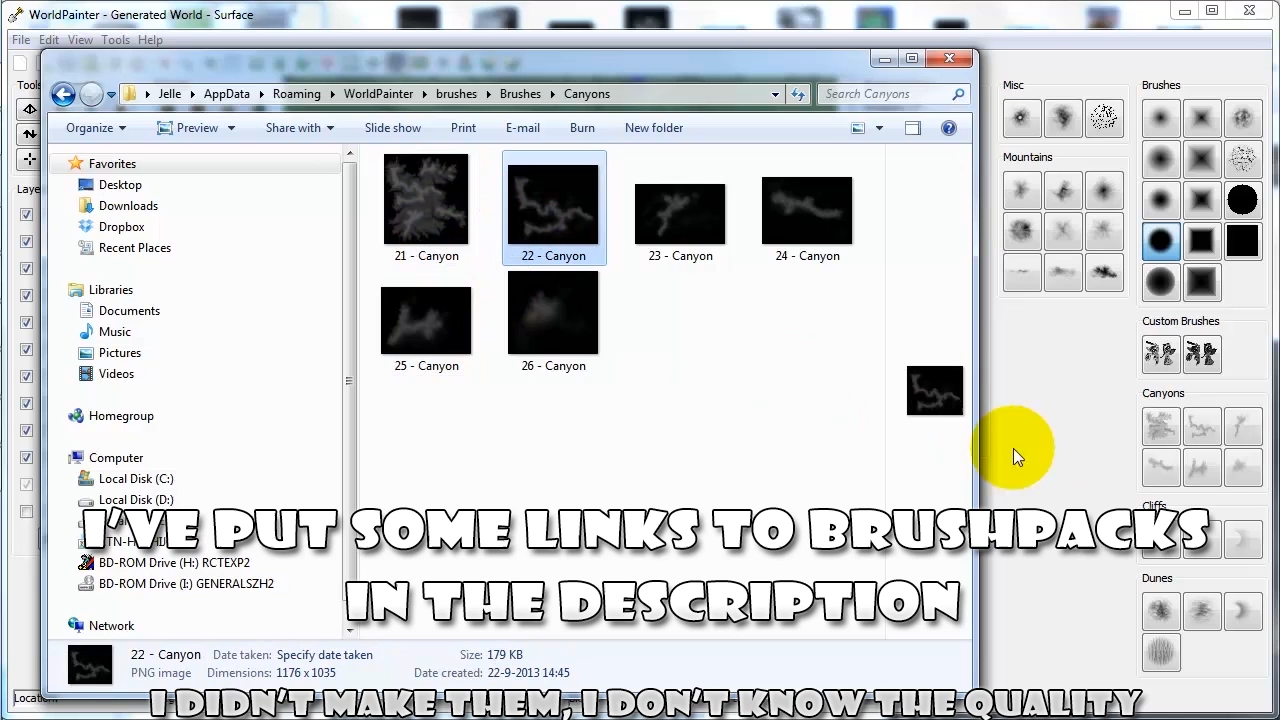 WorldPainter - Generated World - Surface
File Edit View Tools Help
Jelle AppData Roaming WorldPainter brushes Brushes Canyons
Search Canyons
Organize Preview Share with Slide show Print E-mail Burn New folder
Tools
Favorites
Desktop
Downloads
Dropbox
Recent Places
Libraries
Documents
Music
Pictures
Videos
Homegroup
Computer
Local Disk (C:)
Local Disk (D:)
BD-ROM Drive (H:) RCTEXP2
BD-ROM Drive (I:) GENERALSZH2
Network
21 - Canyon
22 - Canyon
23 - Canyon
24 - Canyon
25 - Canyon
26 - Canyon
22 - Canyon Date taken: Specify date taken Size: 179 KB
PNG image Dimensions: 1176 x 1035 Date created: 22-9-2013 14:45
Misc
Mountains
Brushes
Custom Brushes
Canyons
Cliffs
Dunes
I'VE PUT SOME LINKS TO BRUSHPACKS
IN THE DESCRIPTION
I DIDN'T MAKE THEM, I DON'T KNOW THE QUALITY